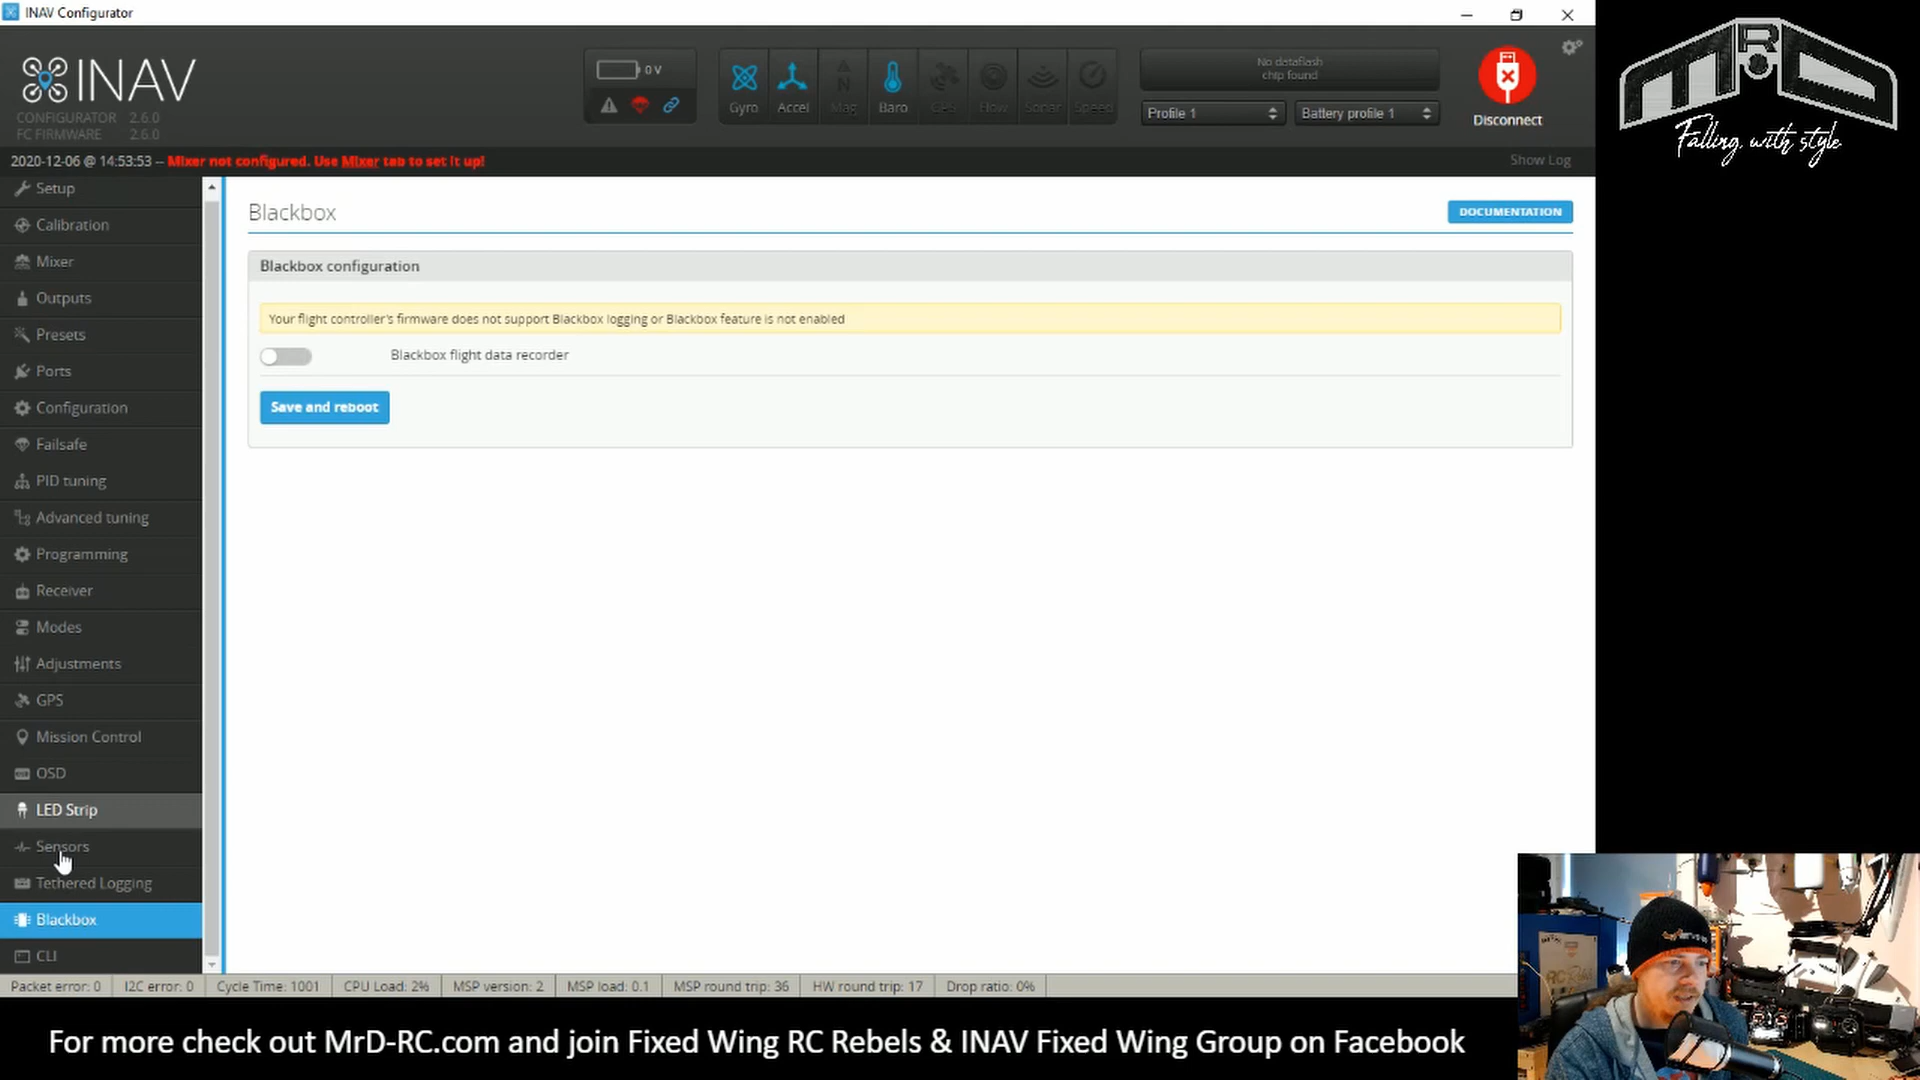 INAV Configurator
INAV
CONFIGURATOR 2.6.0
FC FIRMWARE 2.6.0
0 V
Gyro
Accel
Mag
Baro
GPS
Flow
Sonar
Speed
No dataflash
chip found
Profile 1
Battery profile 1
Disconnect
MRD
Falling with style
2020-12-06 @ 14:53:53 -- Mixer not configured. Use Mixer tab to set it up!
Show Log
Setup
Calibration
Mixer
Outputs
Presets
Ports
Configuration
Failsafe
PID tuning
Advanced tuning
Programming
Receiver
Modes
Adjustments
GPS
Mission Control
OSD
LED Strip
Sensors
Tethered Logging
Blackbox
CLI
Blackbox
DOCUMENTATION
Blackbox configuration
Your flight controller's firmware does not support Blackbox logging or Blackbox feature is not enabled
Blackbox flight data recorder
Save and reboot
Packet error: 0
I2C error: 0
Cycle Time: 1001
CPU Load: 2%
MSP version: 2
MSP load: 0.1
MSP round trip: 36
HW round trip: 17
Drop ratio: 0%
For more check out MrD-RC.com and join Fixed Wing RC Rebels & INAV Fixed Wing Group on Facebook